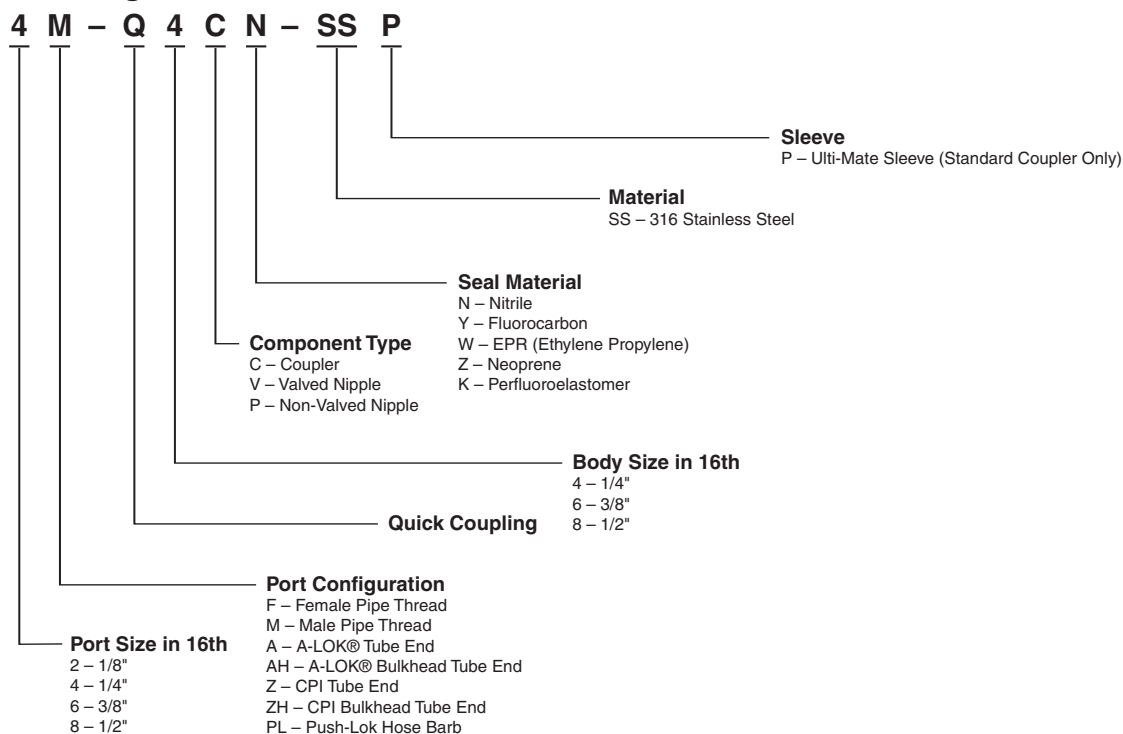 4 M – Q 4 C N – SS P
Sleeve
P – Ulti-Mate Sleeve (Standard Coupler Only)
Material
SS – 316 Stainless Steel
Seal Material
N – Nitrile
Y – Fluorocarbon
W – EPR (Ethylene Propylene)
Z – Neoprene
K – Perfluoroelastomer
Component Type
C – Coupler
V – Valved Nipple
P – Non-Valved Nipple
Body Size in 16th
4 – 1/4"
6 – 3/8"
8 – 1/2"
Quick Coupling
Port Configuration
F – Female Pipe Thread
M – Male Pipe Thread
A – A-LOK® Tube End
AH – A-LOK® Bulkhead Tube End
Z – CPI Tube End
ZH – CPI Bulkhead Tube End
PL – Push-Lok Hose Barb
Port Size in 16th
2 – 1/8"
4 – 1/4"
6 – 3/8"
8 – 1/2"